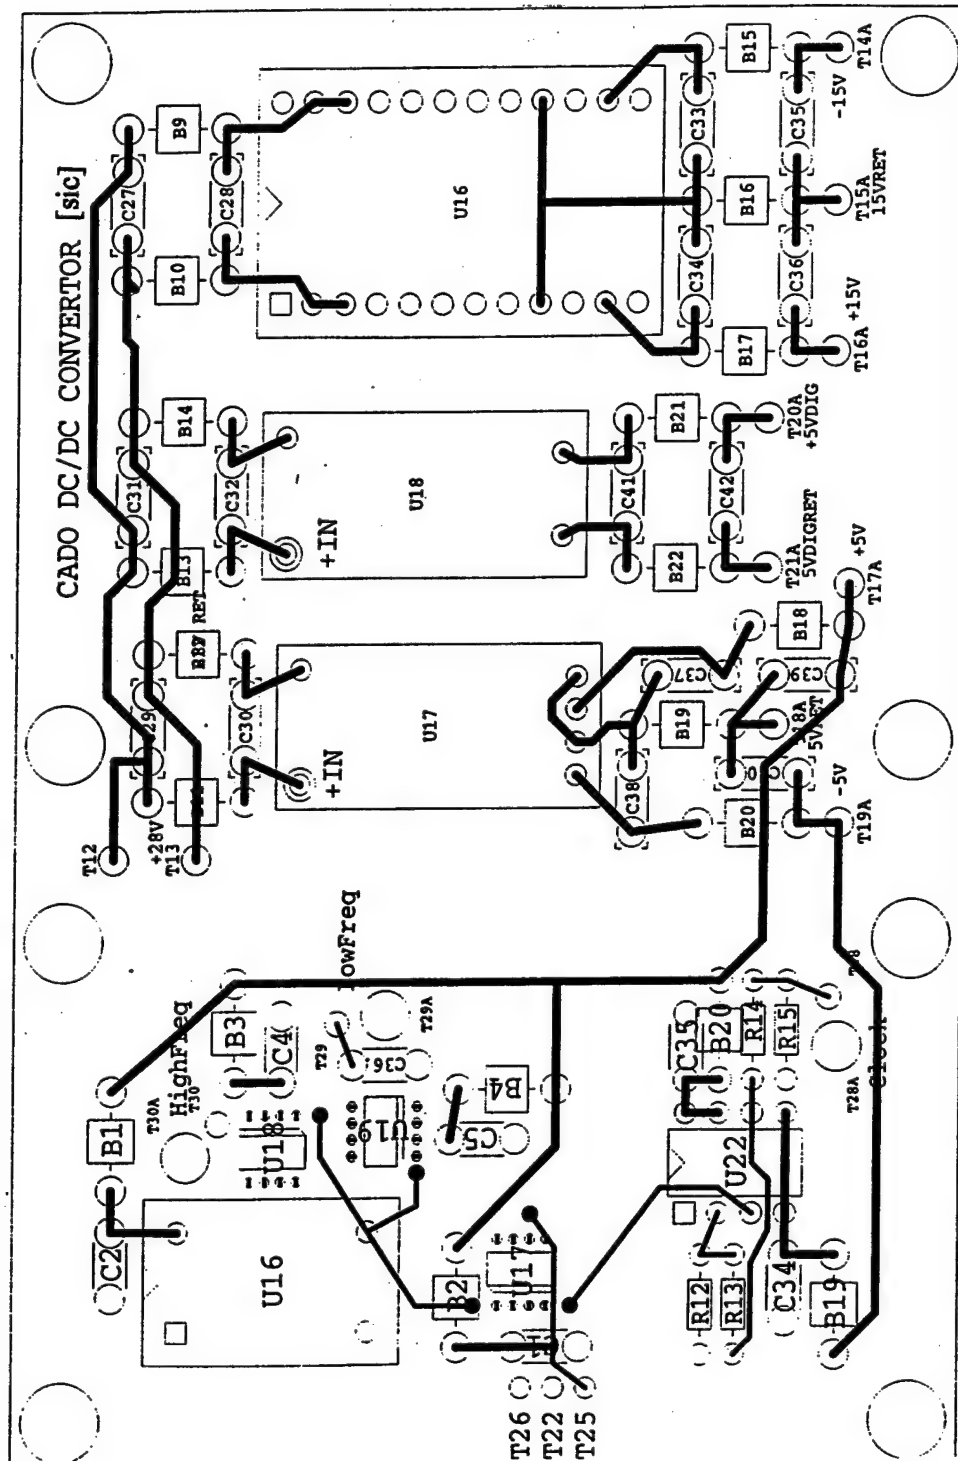 CADO DC/DC CONVERTOR [sic]
B9
C27
C28
B10
U16
B15
C33
C35
T14A
-15V
B16
T15A
15VRET
C34
C36
+15V
B17
T16A
B14
C31
C32
B13
U18
+IN
B21
C41
C42
T20A
+5VDIG
B22
T21A
5VDIGRET
RET
C30
U17
+IN
C37
B18
C39
+5V
T17A
B19
C38
B20
-5V
T19A
T12
+28V
T13
LowFreq
B3
C4
HighFreq
T30
T30A
T29
T29A
C36
B1
U18
U19
B4
C5
C2
U16
B2
U17
T26
T22
T25
C35
B20
R14
R15
T28A
Clock
U22
R12
R13
C34
B19